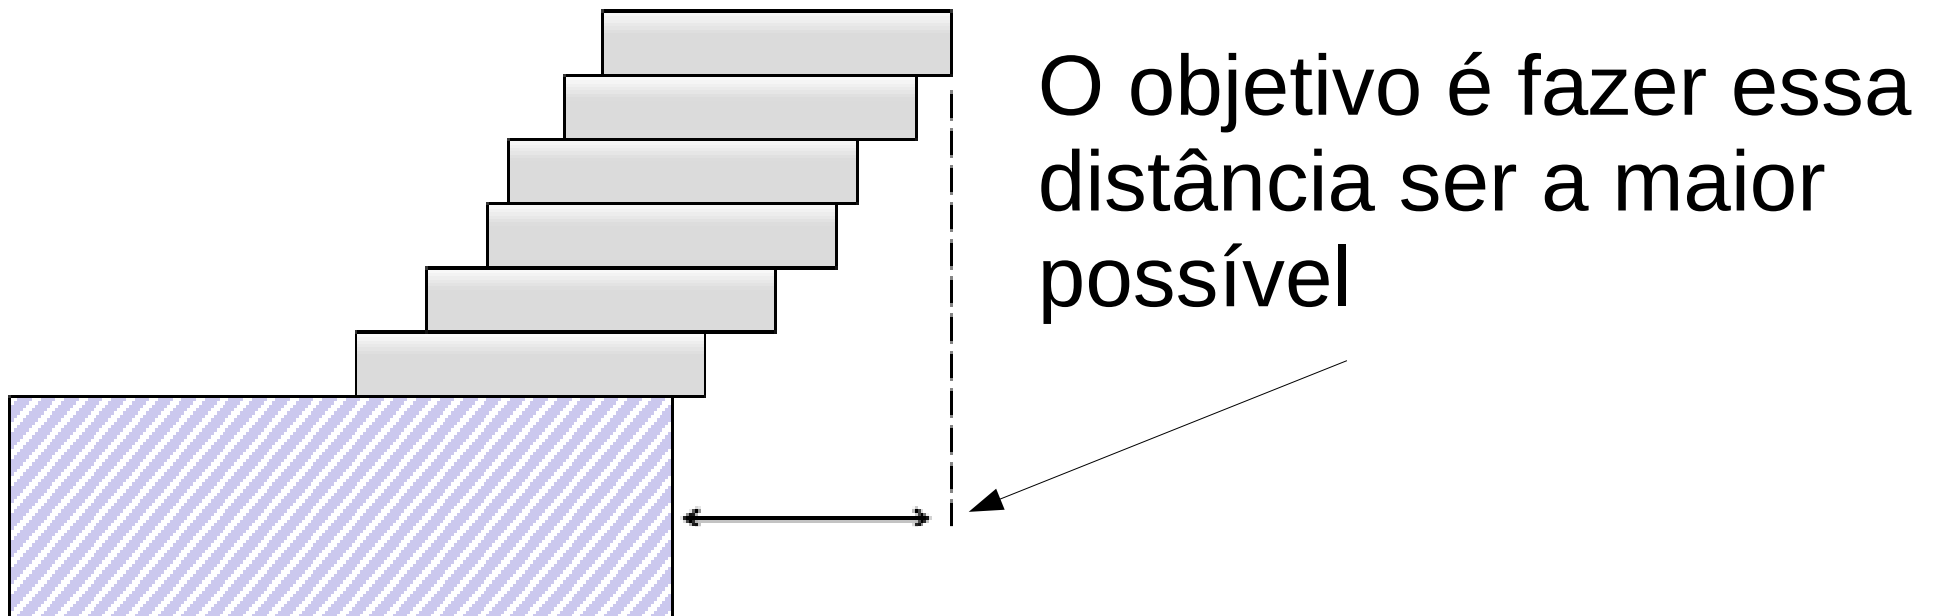 O objetivo é fazer essa
distância ser a maior
possível